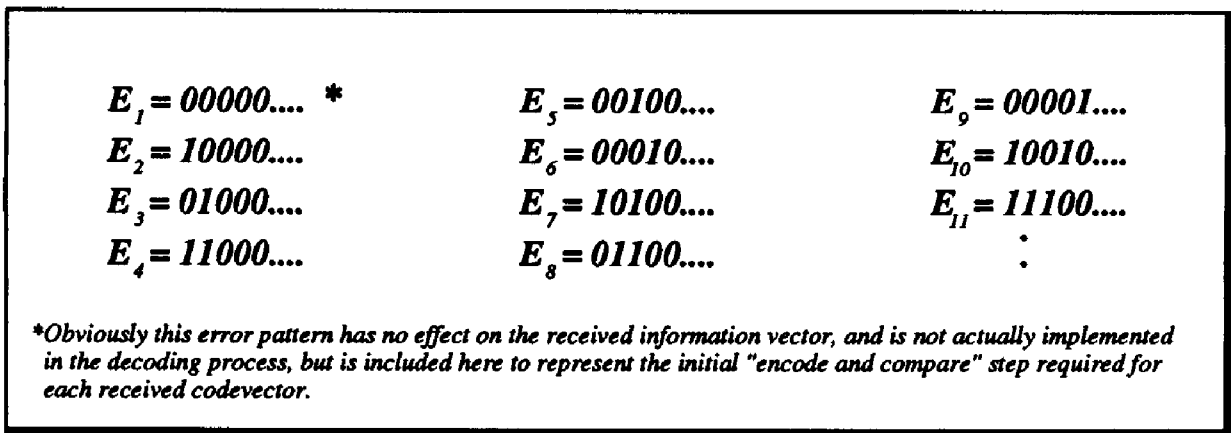 E1 = 00000.... *
E2 = 10000....
E3 = 01000....
E4 = 11000....
E5 = 00100....
E6 = 00010....
E7 = 10100....
E8 = 01100....
E9 = 00001....
E10 = 10010....
E11 = 11100....
:
*Obviously this error pattern has no effect on the received information vector, and is not actually implemented
in the decoding process, but is included here to represent the initial "encode and compare" step required for
each received codevector.